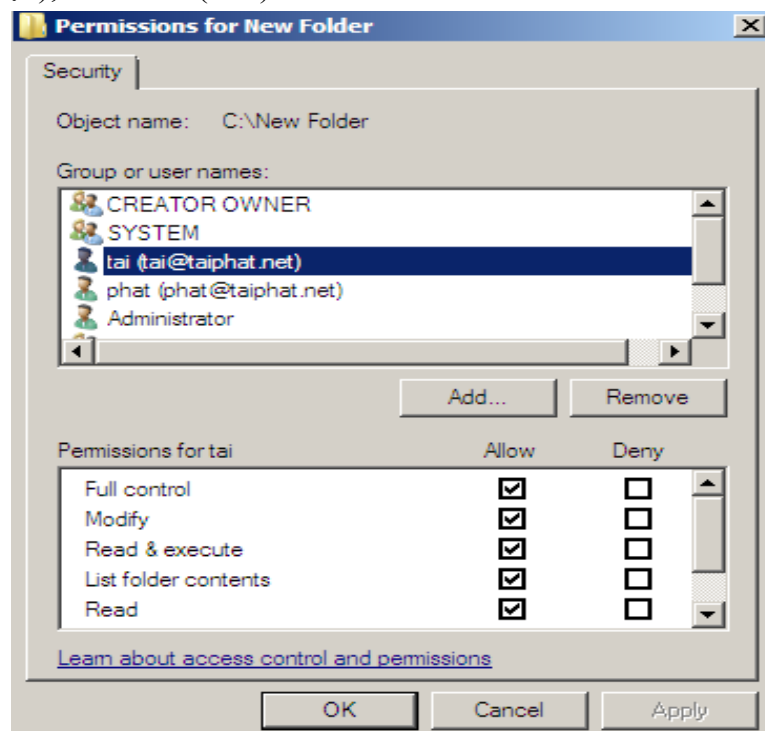 Permissions for New Folder
Security
Object name: C:\New Folder
Group or user names:
CREATOR OWNER
SYSTEM
tai (tai@taiphat.net)
phat (phat@taiphat.net)
Administrator
Add... Remove
Permissions for tai Allow Deny
Full control
Modify
Read & execute
List folder contents
Read
Learn about access control and permissions
OK Cancel Apply